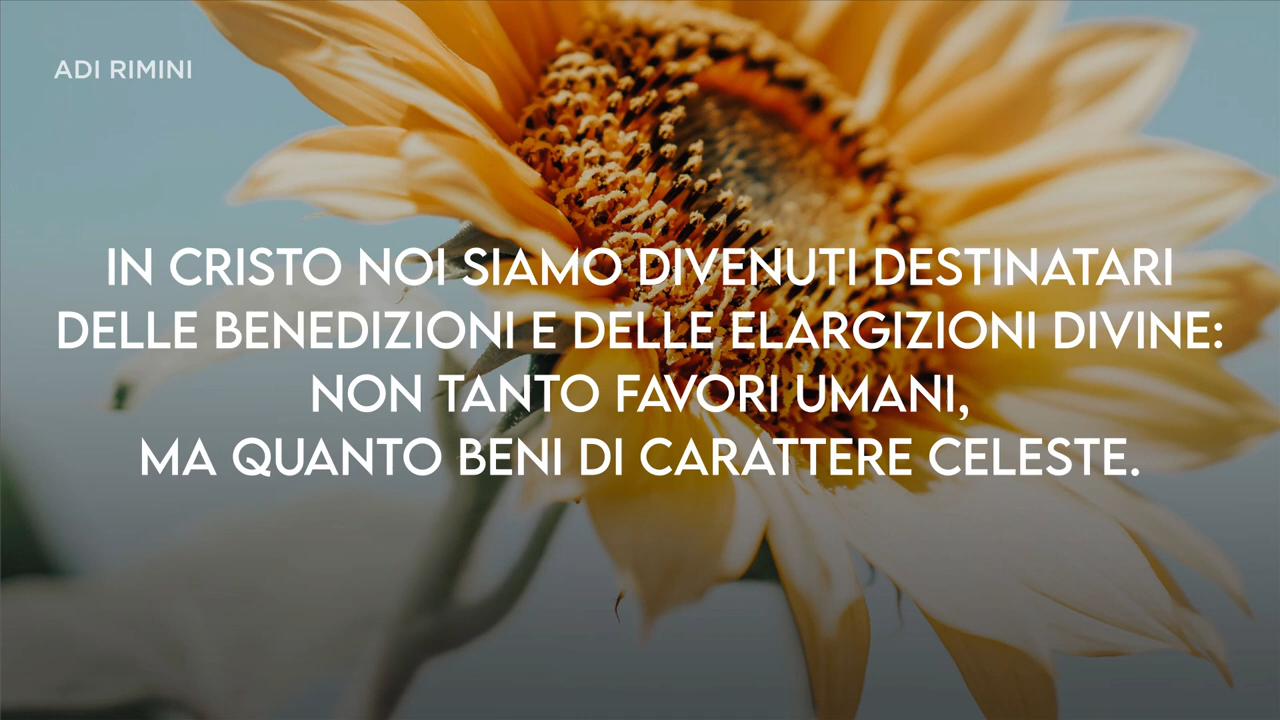 ADI RIMINI
IN CRISTO NOI SIAMO DIVENUTI DESTINATARI
DELLE BENEDIZIONI E DELLE ELARGIZIONI DIVINE:
NON TANTO FAVORI UMANI,
MA QUANTO BENI DI CARATTERE CELESTE.